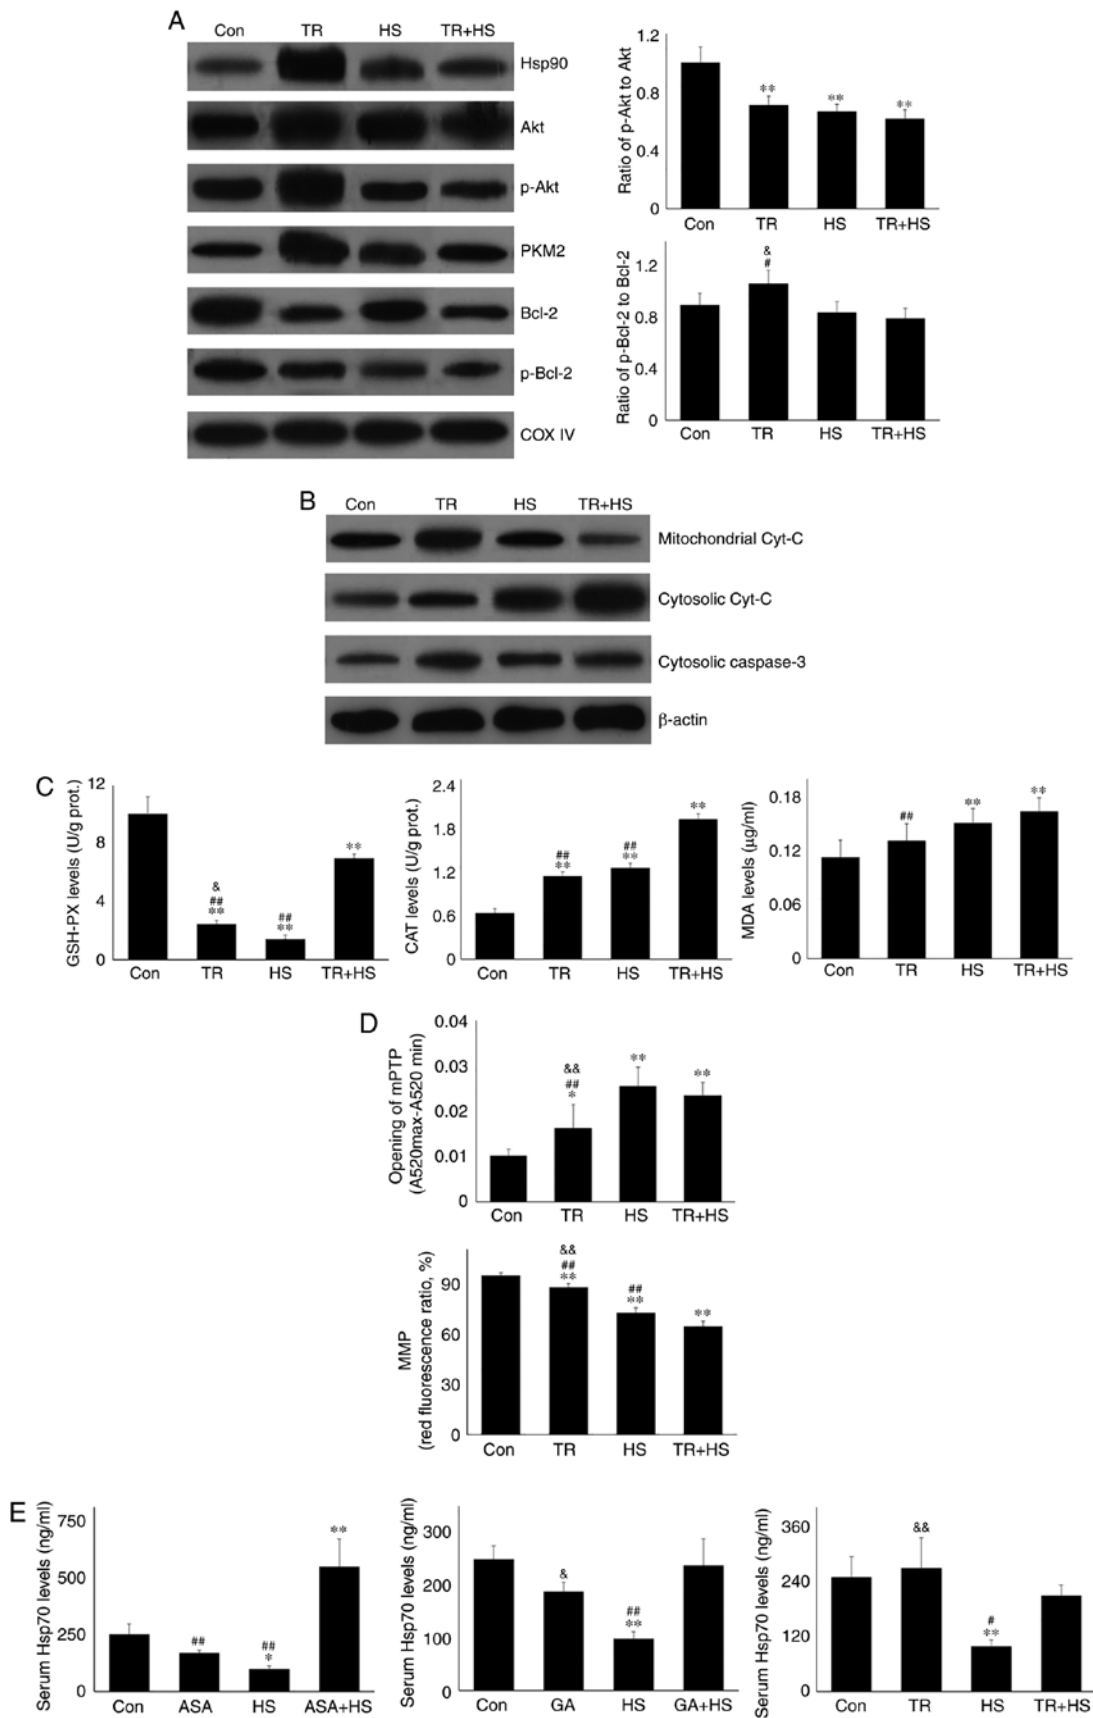 A
Con TR HS TR+HS
Hsp90
Akt
p-Akt
PKM2
Bcl-2
p-Bcl-2
COX IV
Ratio of p-Akt to Akt
1.2
0.8
0.4
0
** ** **
Con TR HS TR+HS
Ratio of p-Bcl-2 to Bcl-2
1.2
0.8
0.4
0
&
#
Con TR HS TR+HS
B
Con TR HS TR+HS
Mitochondrial Cyt-C
Cytosolic Cyt-C
Cytosolic caspase-3
β-actin
C
GSH-PX levels (U/g prot.)
12
8
4
0
&
##
**
##
**
**
Con TR HS TR+HS
CAT levels (U/g prot.)
2.4
1.8
1.2
0.6
0
##
**
##
**
**
Con TR HS TR+HS
MDA levels (µg/ml)
0.18
0.12
0.06
0
##
**
**
Con TR HS TR+HS
D
Opening of mPTP
(A520max-A520 min)
0.04
0.03
0.02
0.01
0
&&
##
*
**
**
Con TR HS TR+HS
MMP
(red fluorescence ratio, %)
90
60
30
0
&&
##
**
##
**
**
Con TR HS TR+HS
E
Serum Hsp70 levels (ng/ml)
750
500
250
0
##
##
*
**
Con ASA HS ASA+HS
Serum Hsp70 levels (ng/ml)
300
200
100
0
&
##
**
Con GA HS GA+HS
Serum Hsp70 levels (ng/ml)
360
240
120
0
&&
#
**
Con TR HS TR+HS